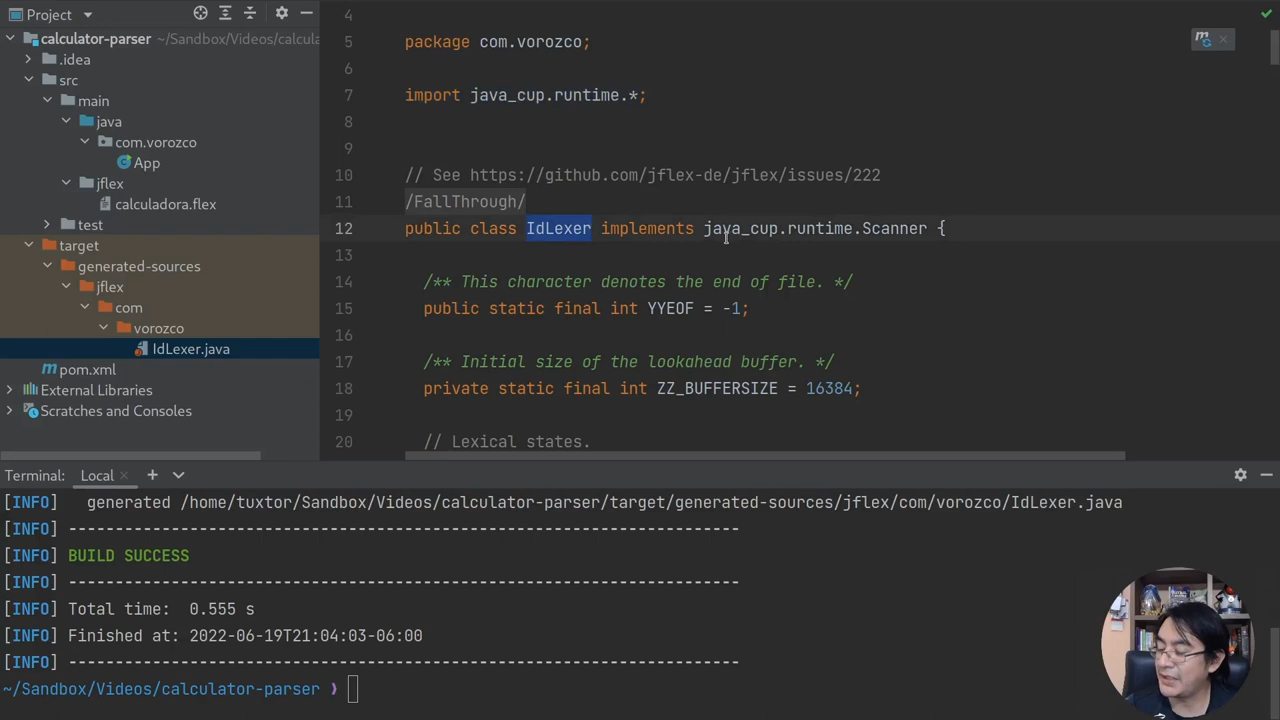 Project
calculator-parser ~/Sandbox/Videos/calcula
.idea
src
main
java
com.vorozco
App
jflex
calculadora.flex
test
target
generated-sources
jflex
com
vorozco
IdLexer.java
pom.xml
External Libraries
Scratches and Consoles
4
5 package com.vorozco;
6
7 import java_cup.runtime.*;
8
9
10 // See https://github.com/jflex-de/jflex/issues/222
11 /FallThrough/
12 public class IdLexer implements java_cup.runtime.Scanner {
13
14 /** This character denotes the end of file. */
15 public static final int YYEOF = -1;
16
17 /** Initial size of the lookahead buffer. */
18 private static final int ZZ_BUFFERSIZE = 16384;
19
20 // Lexical states.
Terminal: Local
[INFO] generated /home/tuxtor/Sandbox/Videos/calculator-parser/target/generated-sources/jflex/com/vorozco/IdLexer.java
[INFO] ------------------------------------------------------------------------
[INFO] BUILD SUCCESS
[INFO] ------------------------------------------------------------------------
[INFO] Total time: 0.555 s
[INFO] Finished at: 2022-06-19T21:04:03-06:00
[INFO] ------------------------------------------------------------------------
~/Sandbox/Videos/calculator-parser ❯